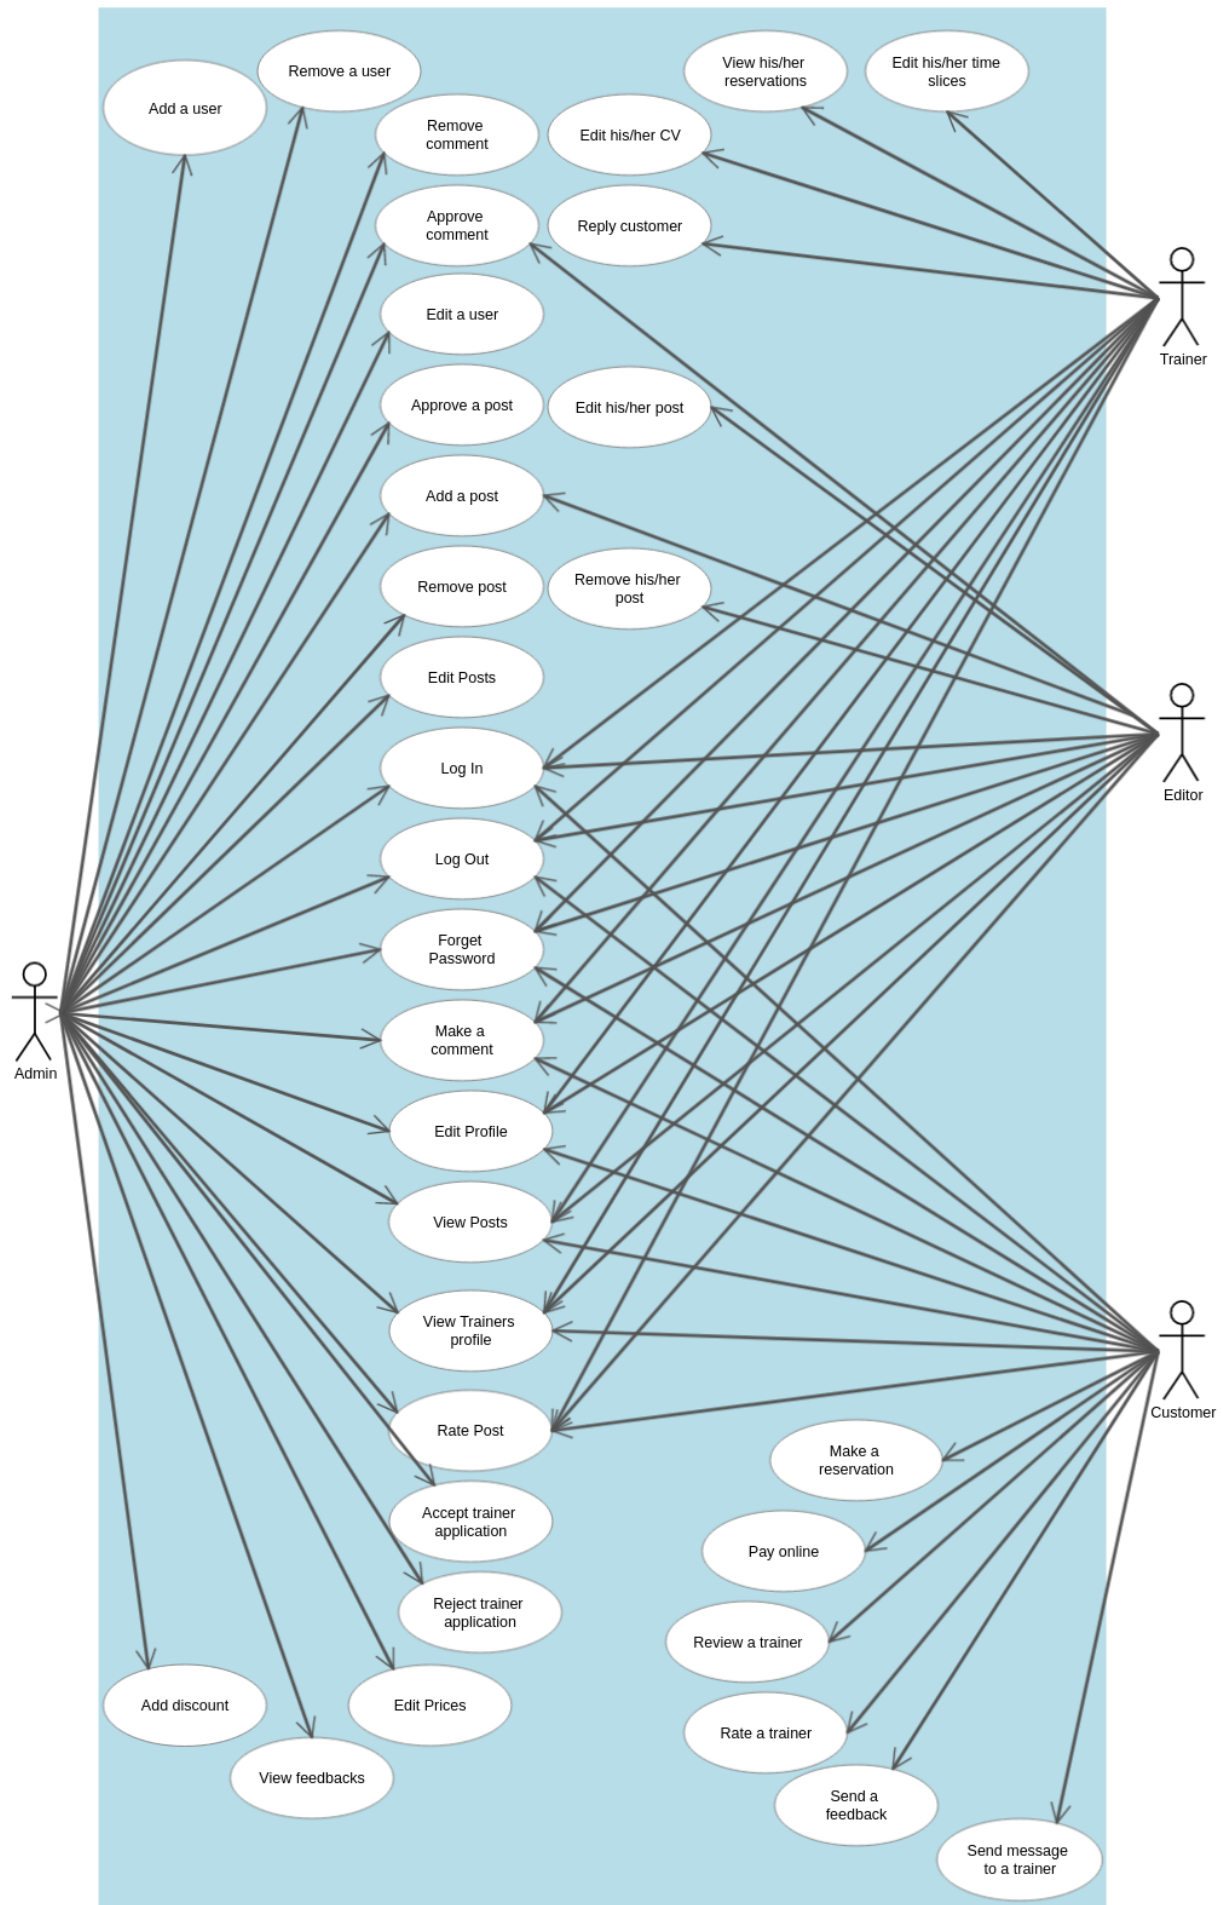 Remove a user
View his/her
reservations
Edit his/her time
slices
Add a user
Remove
comment
Edit his/her CV
Approve
comment
Reply customer
Edit a user
Trainer
Approve a post
Edit his/her post
Add a post
Remove post
Remove his/her
post
Edit Posts
Log In
Editor
Log Out
Forget
Password
Make a
comment
Admin
Edit Profile
View Posts
View Trainers
profile
Customer
Rate Post
Make a
reservation
Accept trainer
application
Pay online
Reject trainer
application
Review a trainer
Add discount
Edit Prices
Rate a trainer
View feedbacks
Send a
feedback
Send message
to a trainer